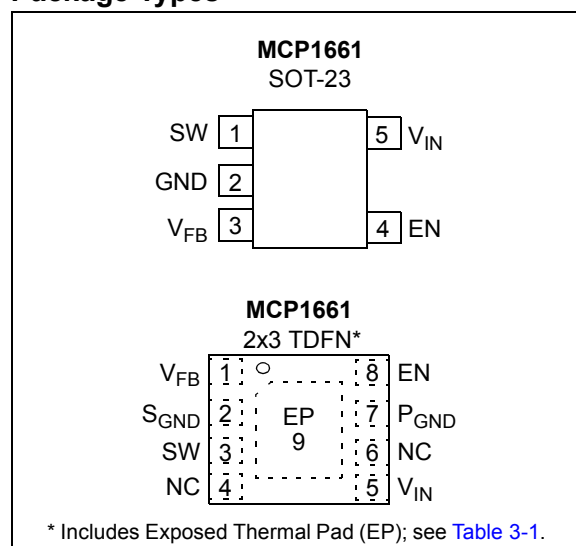 Package Types
MCP1661
SOT-23
SW 1 5 VIN
GND 2
VFB 3 4 EN
MCP1661
2x3 TDFN*
VFB 1 8 EN
SGND 2 EP 7 PGND
SW 3 9 6 NC
NC 4 5 VIN
* Includes Exposed Thermal Pad (EP); see Table 3-1.